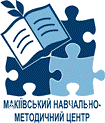 МАКІЇВСЬКИЙ НАВЧАЛЬНО-
МЕТОДИЧНИЙ ЦЕНТР